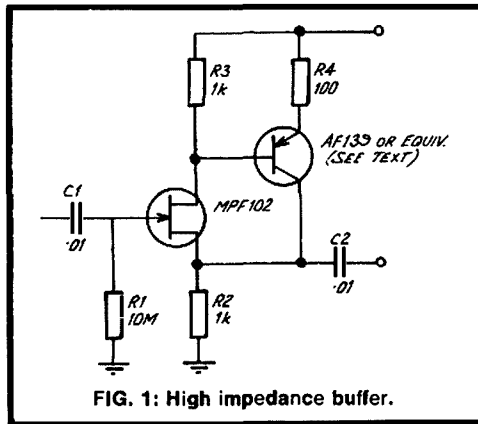 R3
1k
R4
100
AF139 OR EQUIV.
(SEE TEXT)
C1
.01
MPF102
C2
.01
R1
10M
R2
1k
FIG. 1: High impedance buffer.